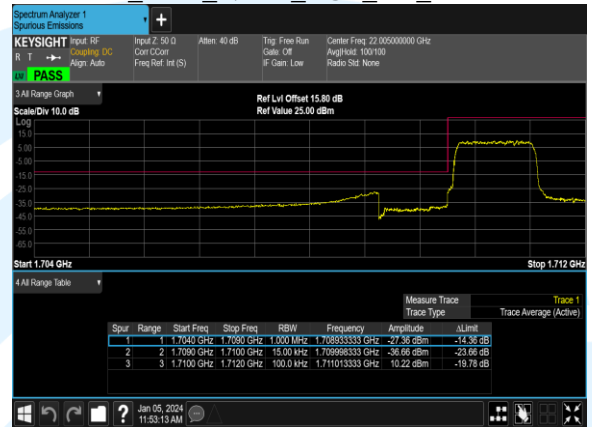 Spectrum Analyzer 1
Spurious Emissions
+
KEYSIGHT Input: RF Input Z: 50 Ω Atten: 40 dB Trig: Free Run Center Freq: 22.005000000 GHz
R T Coupling: DC Corr CCorr Gate: Off Avg|Hold: 100/100
Align: Auto Freq Ref: Int (S) IF Gain: Low Radio Std: None
LV PASS
3 All Range Graph
Ref Lvl Offset 15.80 dB
Scale/Div 10.0 dB Ref Value 25.00 dBm
Log
15.0
5.00
-5.00
-15.0
-25.0
-35.0
-45.0
-55.0
-65.0
Start 1.704 GHz Stop 1.712 GHz
4 All Range Table
Measure Trace Trace 1
Trace Type Trace Average (Active)
Spur Range Start Freq Stop Freq RBW Frequency Amplitude ΔLimit
1 1 1.7040 GHz 1.7090 GHz 1.000 MHz 1.708933333 GHz -27.36 dBm -14.36 dB
2 2 1.7090 GHz 1.7100 GHz 15.00 kHz 1.709998333 GHz -36.66 dBm -23.66 dB
3 3 1.7100 GHz 1.7120 GHz 100.0 kHz 1.711013333 GHz 10.22 dBm -19.78 dB
? Jan 05, 2024
11:53:13 AM